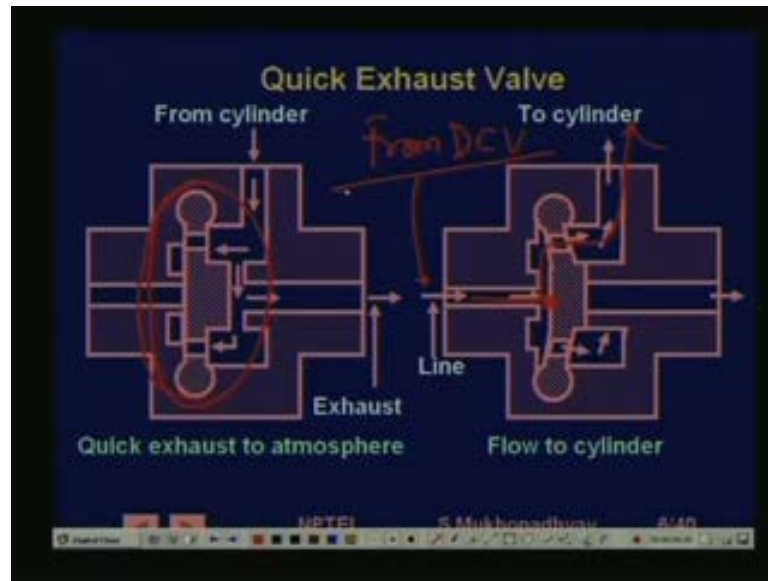 Quick Exhaust Valve
From cylinder
To cylinder
From DCV
Line
Exhaust
Quick exhaust to atmosphere
Flow to cylinder
NPTEL S.Mukhopadhyay 6/40